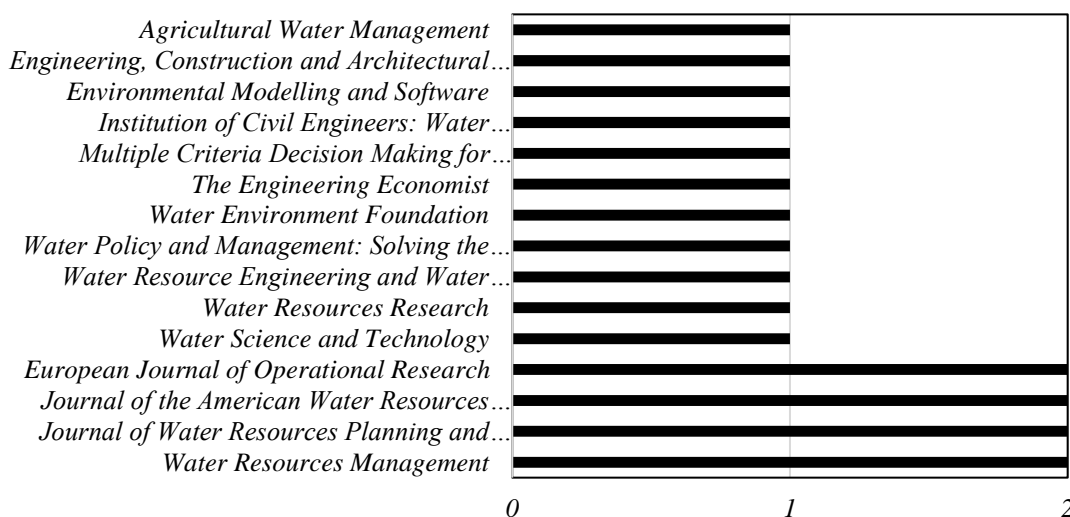 Agricultural Water Management
Engineering, Construction and Architectural...
Environmental Modelling and Software
Institution of Civil Engineers: Water...
Multiple Criteria Decision Making for...
The Engineering Economist
Water Environment Foundation
Water Policy and Management: Solving the...
Water Resource Engineering and Water...
Water Resources Research
Water Science and Technology
European Journal of Operational Research
Journal of the American Water Resources...
Journal of Water Resources Planning and...
Water Resources Management
0 1 2